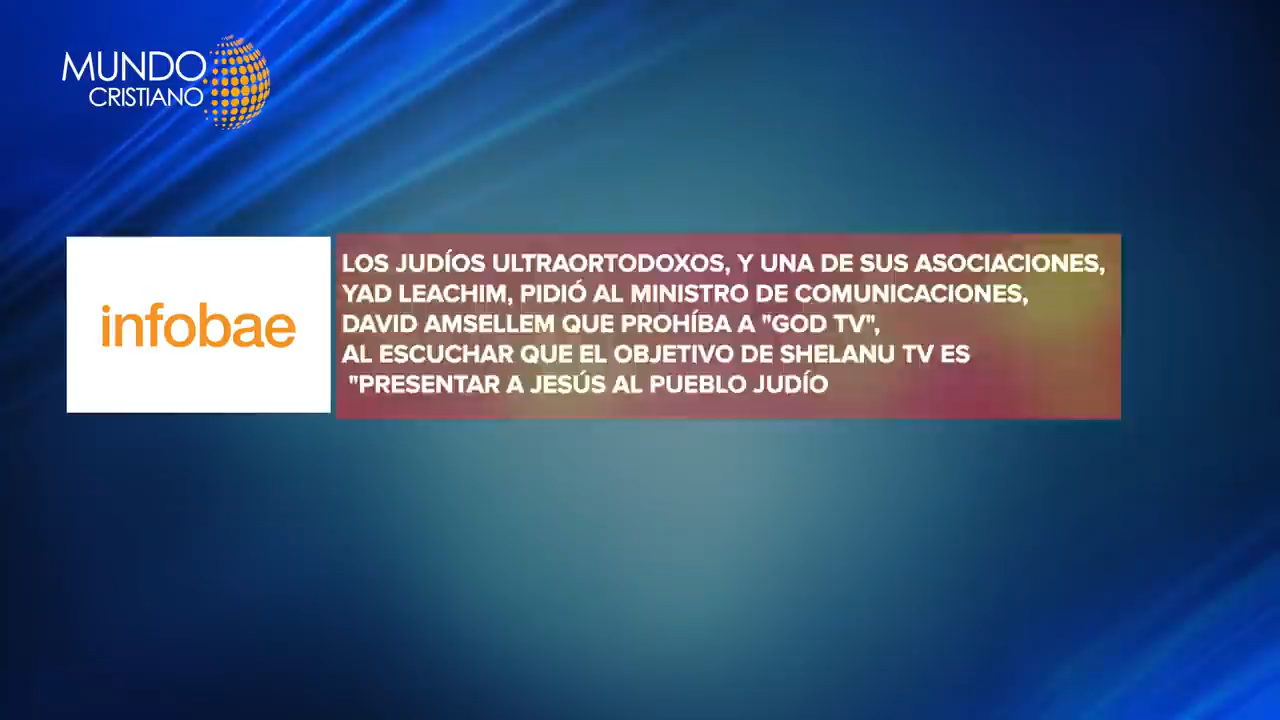 MUNDO
CRISTIANO
infobae
LOS JUDÍOS ULTRAORTODOXOS, Y UNA DE SUS ASOCIACIONES,
YAD LEACHIM, PIDIÓ AL MINISTRO DE COMUNICACIONES,
DAVID AMSELLEM QUE PROHÍBA A "GOD TV",
AL ESCUCHAR QUE EL OBJETIVO DE SHELANU TV ES
"PRESENTAR A JESÚS AL PUEBLO JUDÍO